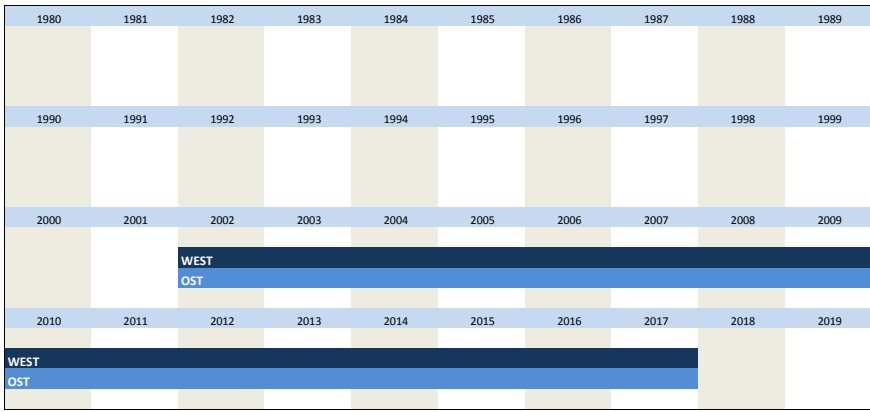 1980 1981 1982 1983 1984 1985 1986 1987 1988 1989
1990 1991 1992 1993 1994 1995 1996 1997 1998 1999
2000 2001 2002 2003 2004 2005 2006 2007 2008 2009
WEST
OST
2010 2011 2012 2013 2014 2015 2016 2017 2018 2019
WEST
OST